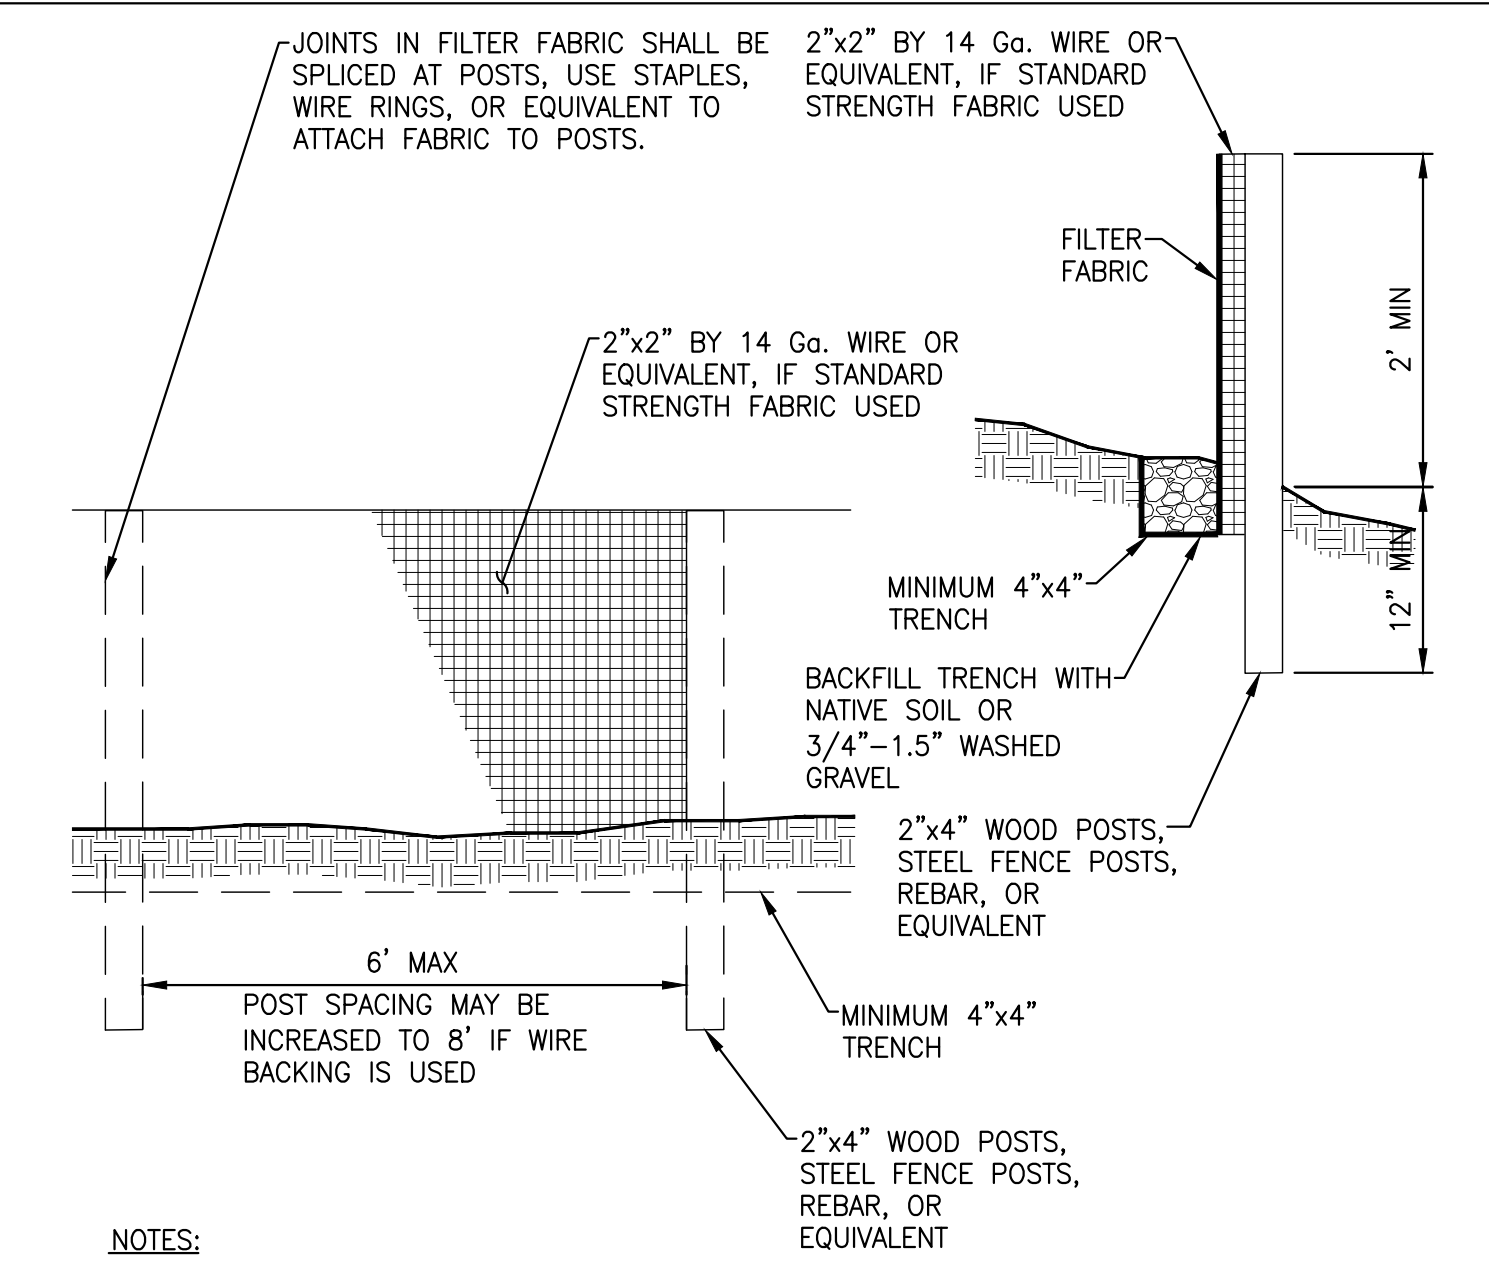 JOINTS IN FILTER FABRIC SHALL BE
SPLICED AT POSTS, USE STAPLES,
WIRE RINGS, OR EQUIVALENT TO
ATTACH FABRIC TO POSTS.
2"x2" BY 14 Ga. WIRE OR
EQUIVALENT, IF STANDARD
STRENGTH FABRIC USED
FILTER
FABRIC
2' MIN
2"x2" BY 14 Ga. WIRE OR
EQUIVALENT, IF STANDARD
STRENGTH FABRIC USED
12" MIN
MINIMUM 4"x4"
TRENCH
BACKFILL TRENCH WITH
NATIVE SOIL OR
3/4"-1.5" WASHED
GRAVEL
2"x4" WOOD POSTS,
STEEL FENCE POSTS,
REBAR, OR
EQUIVALENT
6' MAX
POST SPACING MAY BE
INCREASED TO 8' IF WIRE
BACKING IS USED
MINIMUM 4"x4"
TRENCH
2"x4" WOOD POSTS,
STEEL FENCE POSTS,
REBAR, OR
EQUIVALENT
NOTES: